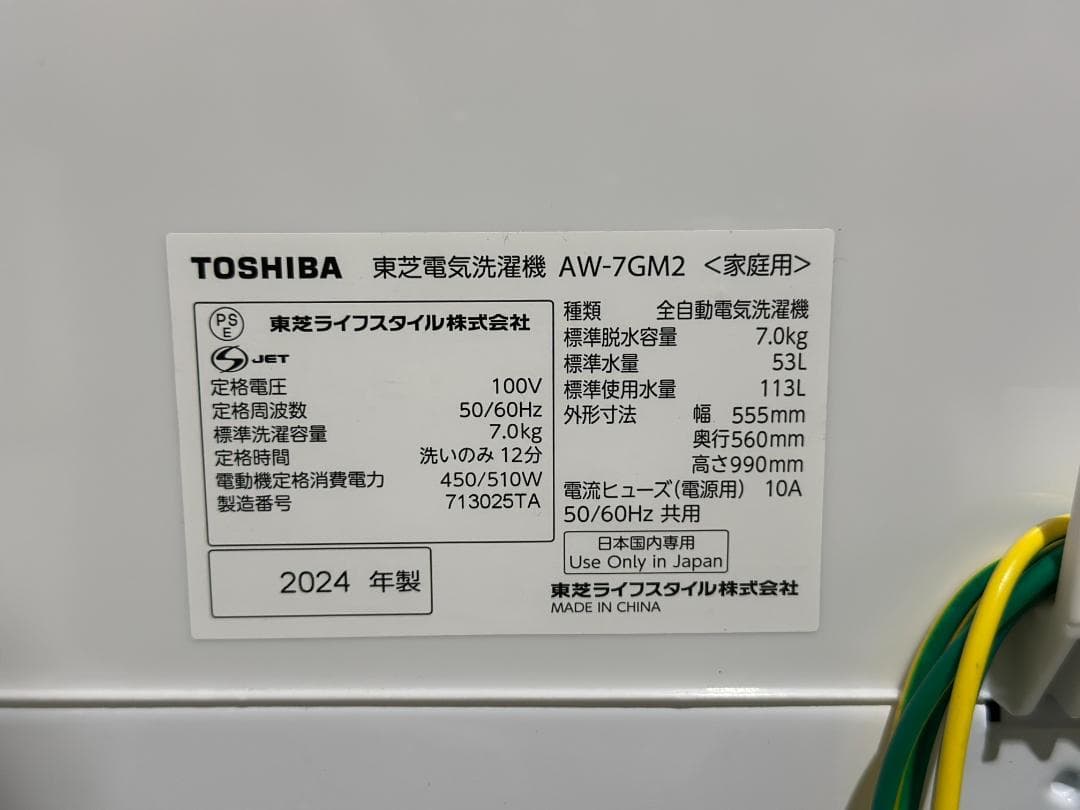 TOSHIBA 東芝電気洗濯機 AW-7GM2 <家庭用>
PS
E
東芝ライフスタイル株式会社
S JET
定格電圧 100V
定格周波数 50/60Hz
標準洗濯容量 7.0kg
定格時間 洗いのみ 12分
電動機定格消費電力 450/510W
製造番号 713025TA
2024 年製
種類 全自動電気洗濯機
標準脱水容量 7.0kg
標準水量 53L
標準使用水量 113L
外形寸法 幅 555mm
奥行560mm
高さ990mm
電流ヒューズ(電源用) 10A
50/60Hz 共用
日本国内専用
Use Only in Japan
東芝ライフスタイル株式会社
MADE IN CHINA